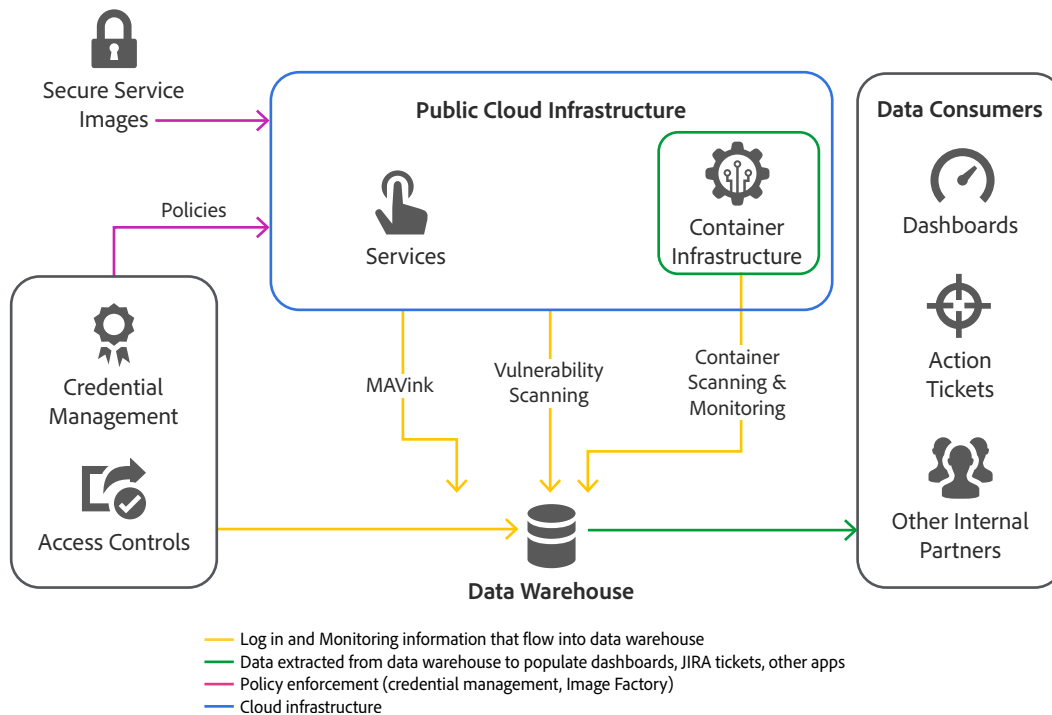 Secure Service
Images
Public Cloud Infrastructure
Data Consumers
Policies
Services
Container
Infrastructure
Dashboards
Credential
Management
MAVink
Vulnerability
Scanning
Container
Scanning &
Monitoring
Action
Tickets
Access Controls
Other Internal
Partners
Data Warehouse
Log in and Monitoring information that flow into data warehouse
Data extracted from data warehouse to populate dashboards, JIRA tickets, other apps
Policy enforcement (credential management, Image Factory)
Cloud infrastructure